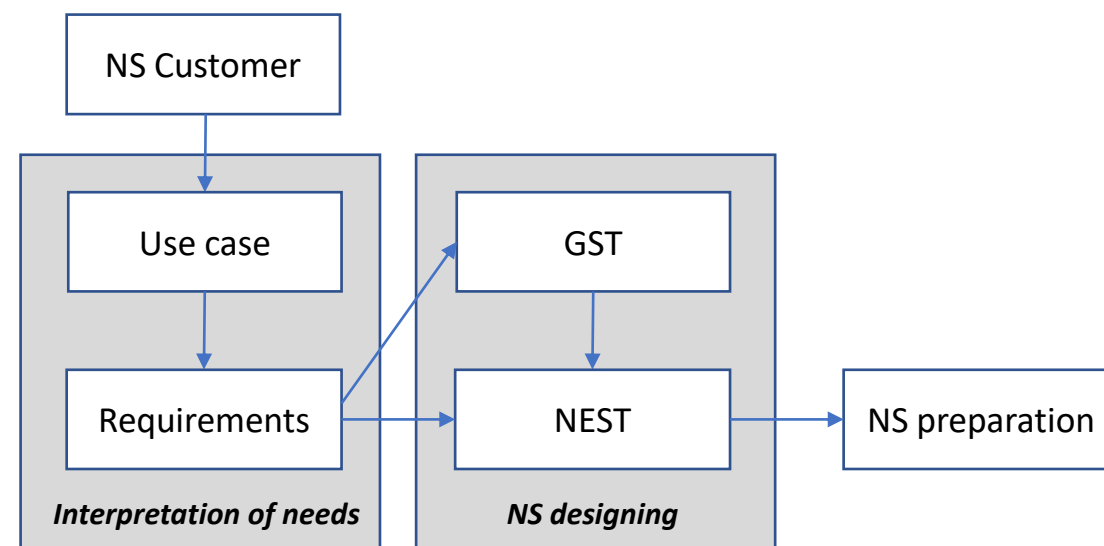 NS Customer
Use case
GST
Requirements
NEST
NS preparation
Interpretation of needs
NS designing